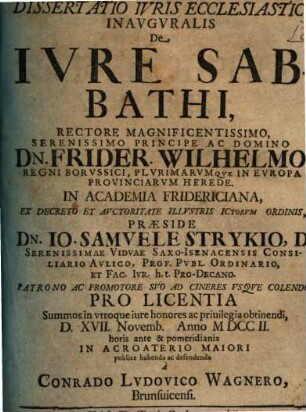 DISSERTATIO IVRIS ECCLESIASTIC
INAVGVRALIS
De
IVRE SAB-
BATHI,
RECTORE MAGNIFICENTISSIMO,
SERENISSIMO PRINCIPE AC DOMINO
DN. FRIDER. WILHELMO
REGNI BORVSSICI, PLVRIMARVMQVE IN EVROPA
PROVINCIARVM HEREDE.
IN ACADEMIA FRIDERICIANA,
EX DECRETO ET AVCTORITATE ILLVSTRIS ICTORVM ORDINIS,
PRÆSIDE
DN. IO. SAMVELE STRYKIO, D.
SERENISSIMAE VIDVAE SAXO-ISENACENSIS CONSI-
LIARIO AVLICO, PROF. PVBL. ORDINARIO,
ET FAC. IVR. h.t. PRO-DECANO.
PATRONO AC PROMOTORE SVO AD CINERES VSQVE COLENDO
PRO LICENTIA
Summos in vtroque iure honores ac priuilegia obtinendi,
D. XVII. Novemb. Anno MDCCII.
horis ante & pomeridianis
IN ACROATERIO MAIORI
publice habenda ac defendenda
à
CONRADO LVDOVICO WAGNERO,
Brunsuicensi.